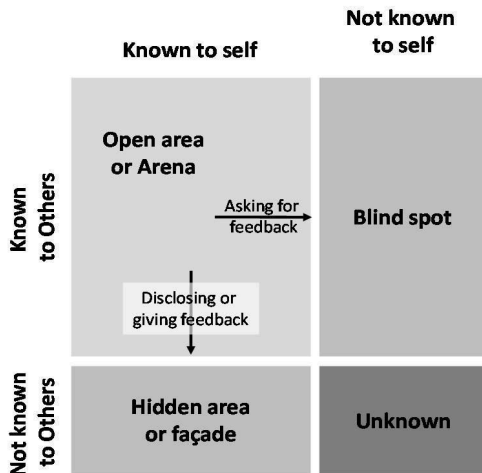 Known to self
Not known
to self
Known
to Others
Open area
or Arena
Asking for
feedback
Blind spot
Disclosing or
giving feedback
Not known
to Others
Hidden area
or façade
Unknown